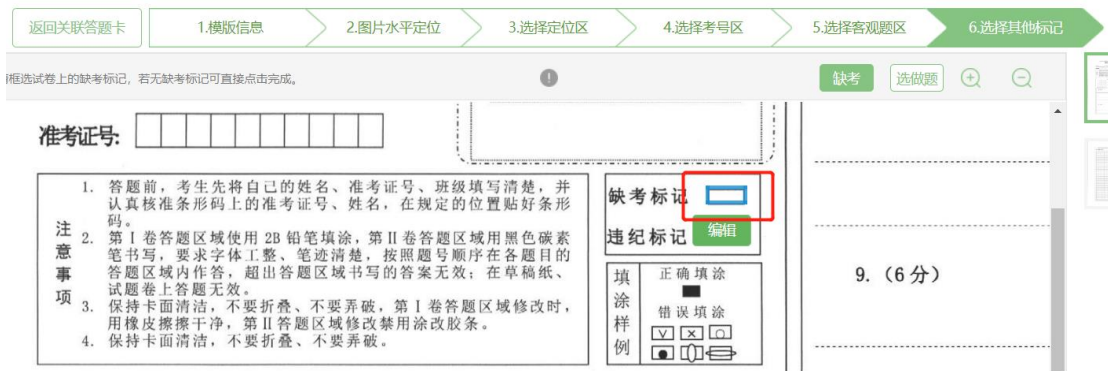 返回关联答题卡
1.模版信息
2.图片水平定位
3.选择定位区
4.选择考号区
5.选择客观题区
6.选择其他标记
框选试卷上的缺考标记，若无缺考标记可直接点击完成。
缺考
选做题
准考证号:
注意事项
1. 答题前，考生先将自己的姓名、准考证号、班级填写清楚，并
认真核准条形码上的准考证号、姓名，在规定的位置贴好条形
码。
2. 第Ⅰ卷答题区域使用 2B 铅笔填涂，第Ⅱ卷答题区域用黑色碳素
笔书写，要求字体工整、笔迹清楚，按照题号顺序在各题目的
答题区域内作答，超出答题区域书写的答案无效；在草稿纸、
试题卷上答题无效。
3. 保持卡面清洁，不要折叠、不要弄破，第Ⅰ卷答题区域修改时，
用橡皮擦擦干净，第Ⅱ答题区域修改禁用涂改胶条。
4. 保持卡面清洁，不要折叠、不要弄破。
缺考标记
违纪标记
编辑
填涂样例
正确填涂
错误填涂
9.（6分）